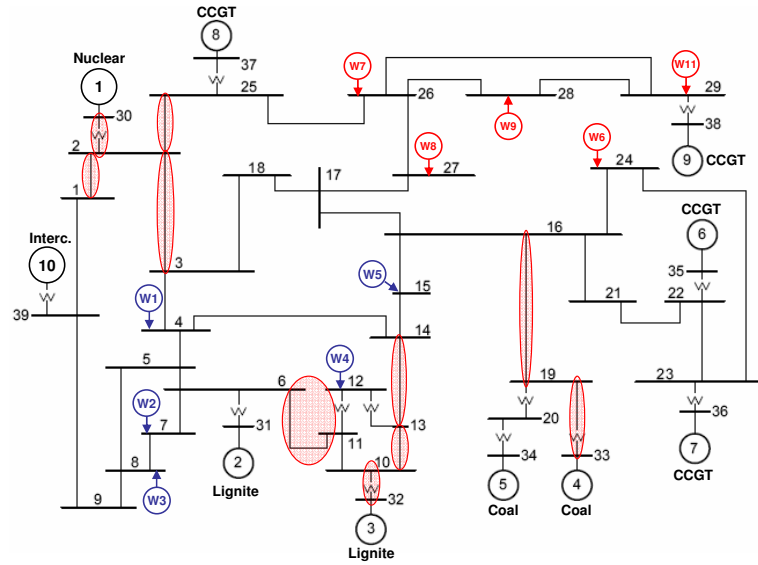 CCGT
8
37
Nuclear
1
30
25
W7
26
28
W9
W11
29
38
9 CCGT
2
W8
27
W6
24
18
17
1
16
CCGT
6
35
Interc.
10
39
3
W5
15
21
22
W1
4
14
5
6
W4
12
19
23
W2
7
31
11
13
20
36
8
2
10
34
33
7
W3
Lignite
32
5
4
CCGT
9
3
Coal
Coal
Lignite